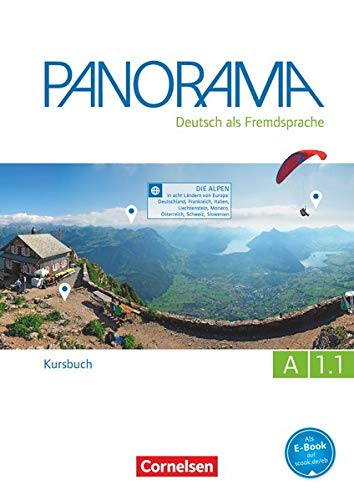 PANORAMA
Deutsch als Fremdsprache
DIE ALPEN
in acht Ländern von Europa:
Deutschland, Frankreich, Italien,
Liechtenstein, Monaco,
Österreich, Schweiz, Slowenien
Kursbuch
A 1.1
Als
E-Book
auf
scook.de/eb
Cornelsen